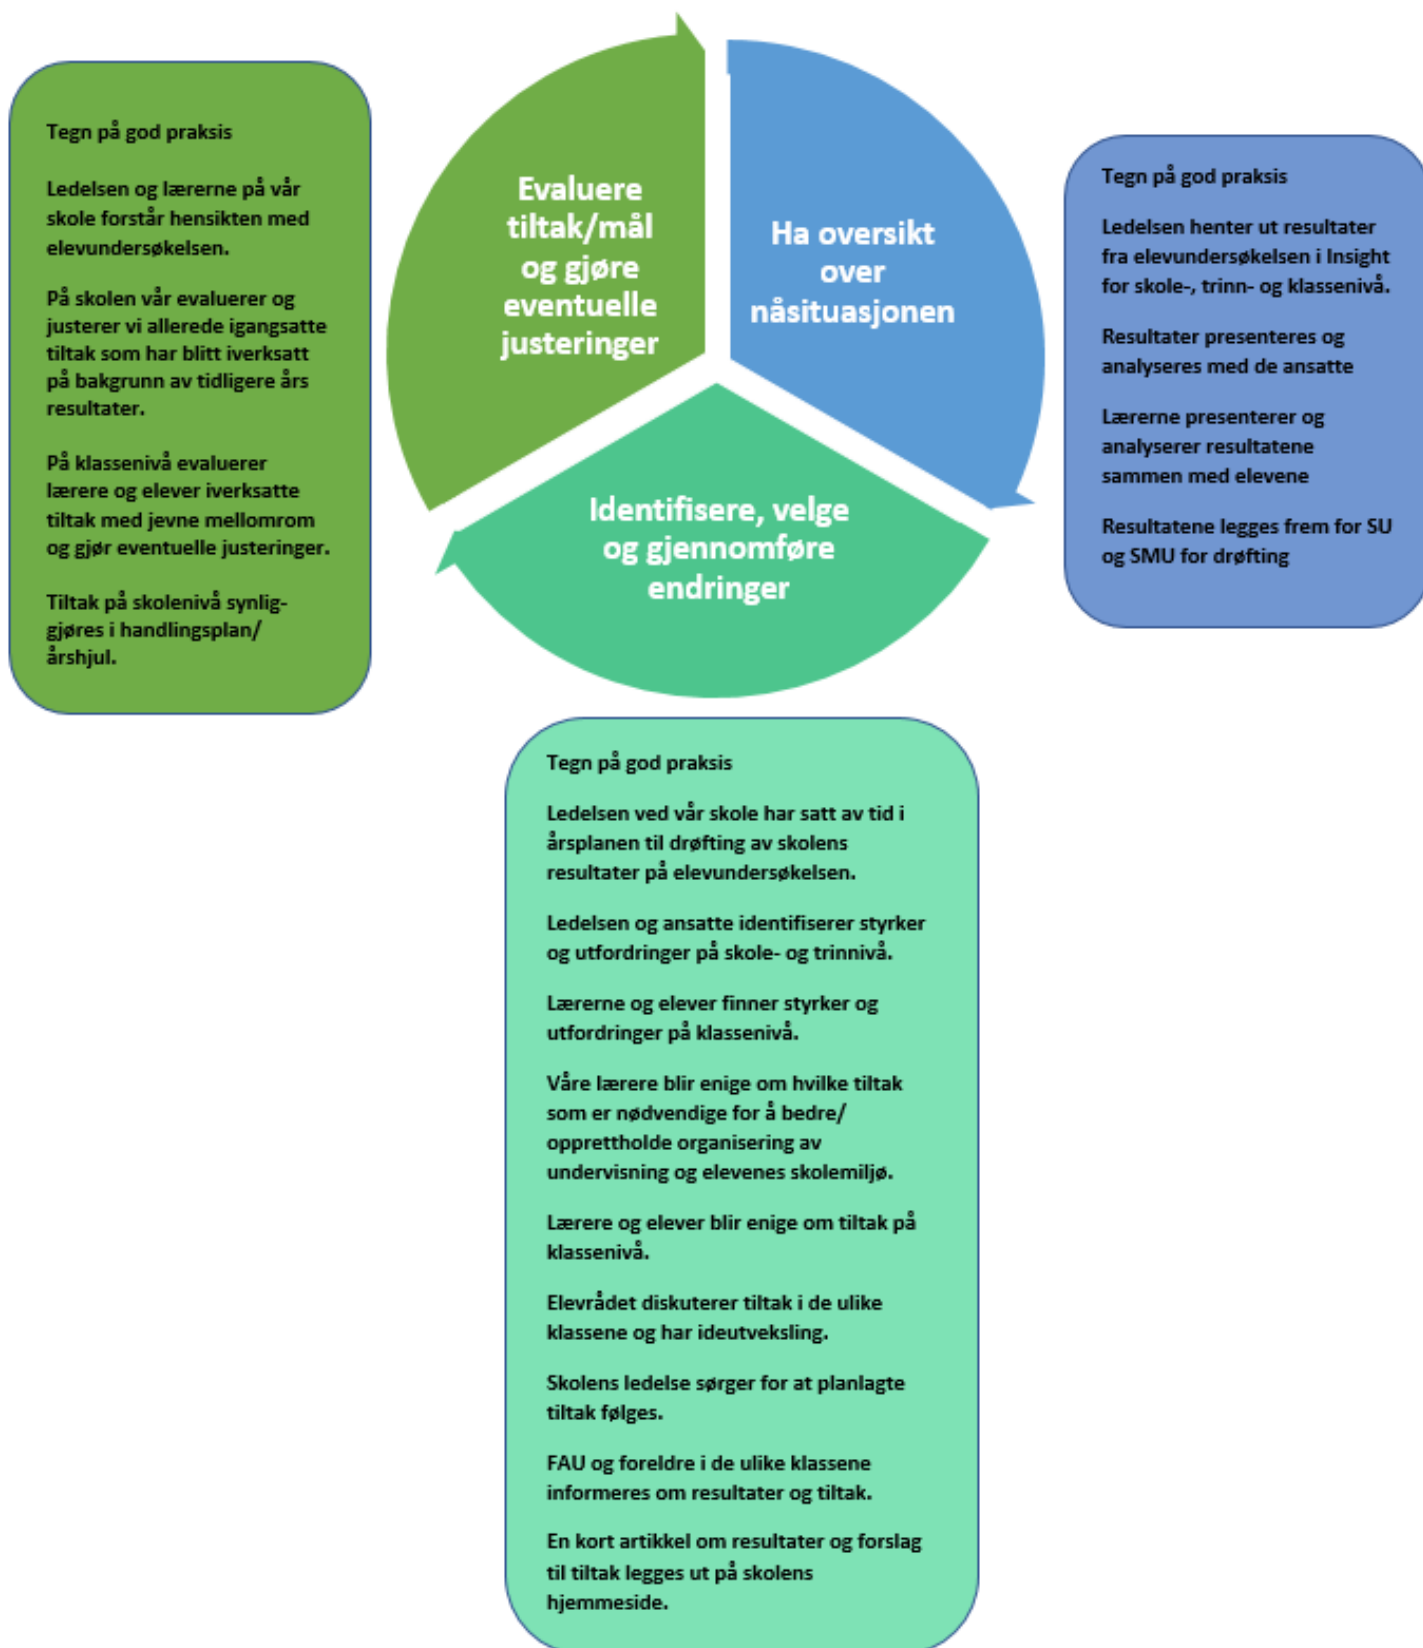 Tegn på god praksis
Ledelsen og lærerne på vår
skole forstår hensikten med
elevundersøkelsen.
På skolen vår evaluerer og
justerer vi allerede igangsatte
tiltak som har blitt iverksatt
på bakgrunn av tidligere års
resultater.
På klassenivå evaluerer
lærere og elever iverksatte
tiltak med jevne mellomrom
og gjør eventuelle justeringer.
Tiltak på skolenivå synlig-
gjøres i handlingsplan/
årshjul.
Evaluere
tiltak/mål
og gjøre
eventuelle
justeringer
Ha oversikt
over
nåsituasjonen
Identifisere, velge
og gjennomføre
endringer
Tegn på god praksis
Ledelsen henter ut resultater
fra elevundersøkelsen i Insight
for skole-, trinn- og klassenivå.
Resultater presenteres og
analyseres med de ansatte
Lærerne presenterer og
analyserer resultatene
sammen med elevene
Resultatene legges frem for SU
og SMU for drøfting
Tegn på god praksis
Ledelsen ved vår skole har satt av tid i
årsplanen til drøfting av skolens
resultater på elevundersøkelsen.
Ledelsen og ansatte identifiserer styrker
og utfordringer på skole- og trinnivå.
Lærerne og elever finner styrker og
utfordringer på klassenivå.
Våre lærere blir enige om hvilke tiltak
som er nødvendige for å bedre/
opprettholde organisering av
undervisning og elevenes skolemiljø.
Lærere og elever blir enige om tiltak på
klassenivå.
Elevrådet diskuterer tiltak i de ulike
klassene og har ideutveksling.
Skolens ledelse sørger for at planlagte
tiltak følges.
FAU og foreldre i de ulike klassene
informeres om resultater og tiltak.
En kort artikkel om resultater og forslag
til tiltak legges ut på skolens
hjemmeside.